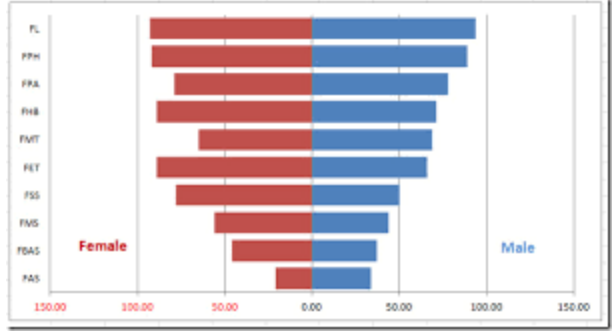 FL
FPH
FPA
FHB
FMT
FET
FSS
FMS
FBAS
FAS
Female
Male
150.00 100.00 50.00 0.00 50.00 100.00 150.00